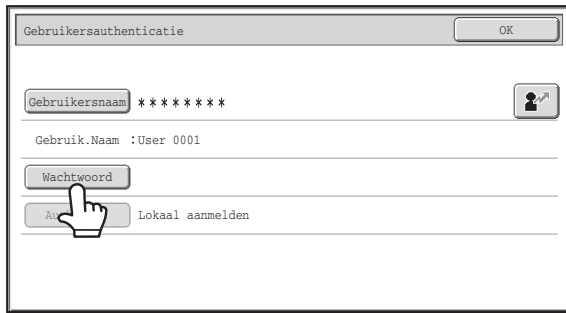 Gebruikersauthenticatie OK
Gebruikersnaam ********
Gebruik.Naam :User 0001
Wachtwoord
Lokaal aanmelden